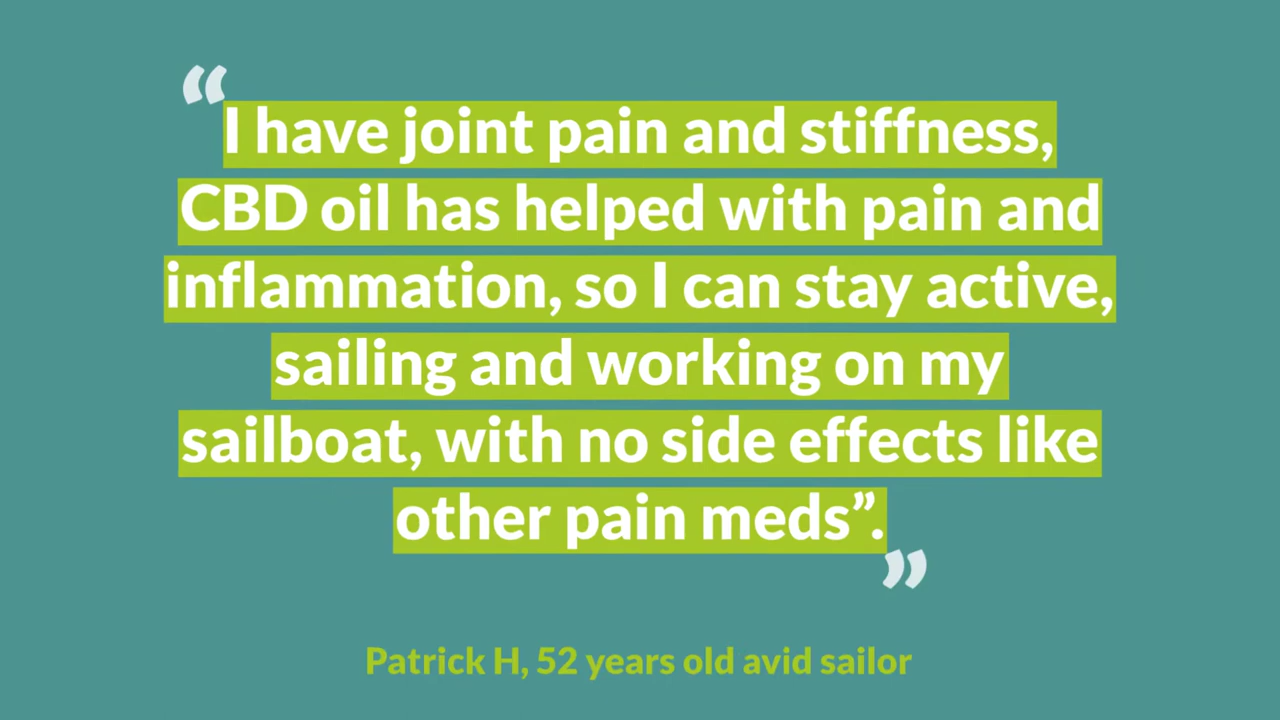 “
I have joint pain and stiffness,
CBD oil has helped with pain and
inflammation, so I can stay active,
sailing and working on my
sailboat, with no side effects like
other pain meds”.
”
Patrick H, 52 years old avid sailor